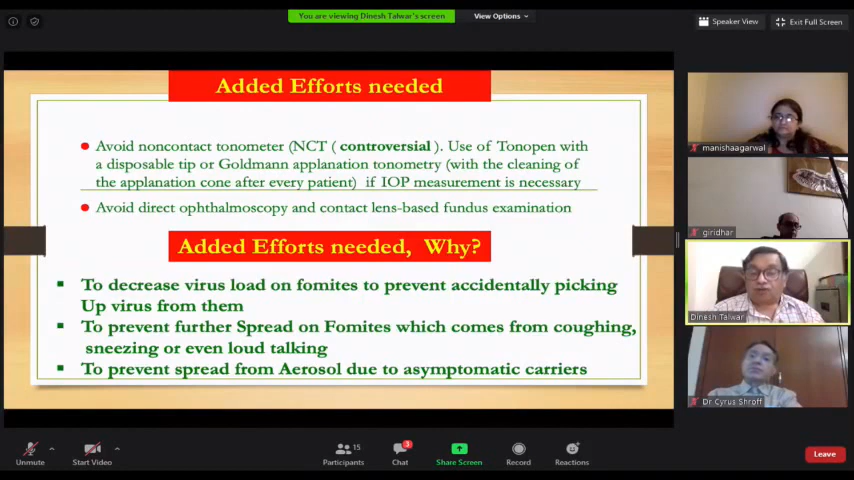 You are viewing Dinesh Talwar's screen
View Options
Speaker View
Exit Full Screen
Added Efforts needed
Avoid noncontact tonometer (NCT ( controversial ). Use of Tonopen with
a disposable tip or Goldmann applanation tonometry (with the cleaning of
the applanation cone after every patient) if IOP measurement is necessary
Avoid direct ophthalmoscopy and contact lens-based fundus examination
Added Efforts needed, Why?
To decrease virus load on fomites to prevent accidentally picking
Up virus from them
To prevent further Spread on Fomites which comes from coughing,
sneezing or even loud talking
To prevent spread from Aerosol due to asymptomatic carriers
manishaagarwal
giridhar
Dinesh Talwar
Dr Cyrus Shroff
Unmute
Start Video
15
Participants
3
Chat
Share Screen
Record
Reactions
Leave